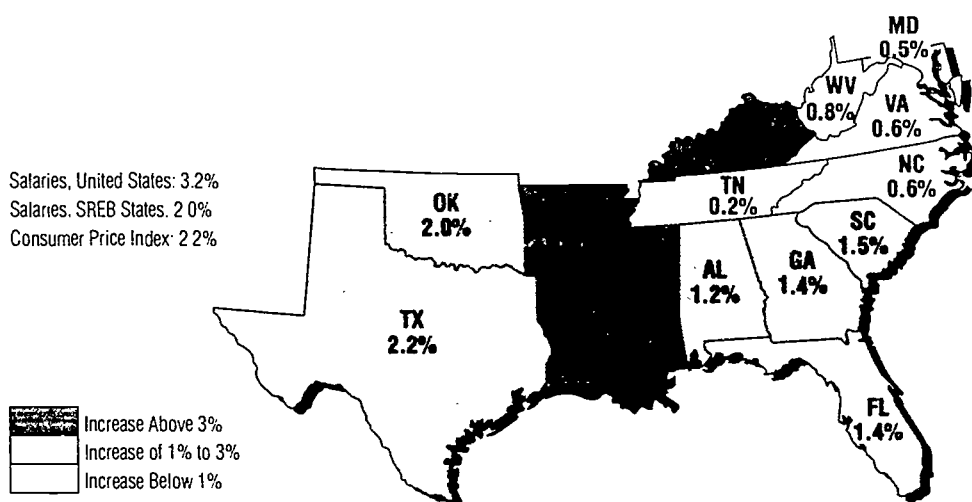 MD
0.5%
WV
0.8%
VA
0.6%
NC
0.6%
TN
0.2%
Salaries, United States: 3.2%
Salaries. SREB States. 2 0%
Consumer Price Index· 2 2%
OK
2.0%
SC
1.5%
AL
1.2%
GA
1.4%
TX
2.2%
FL
1.4%
Increase Above 3%
Increase of 1% to 3%
Increase Below 1%